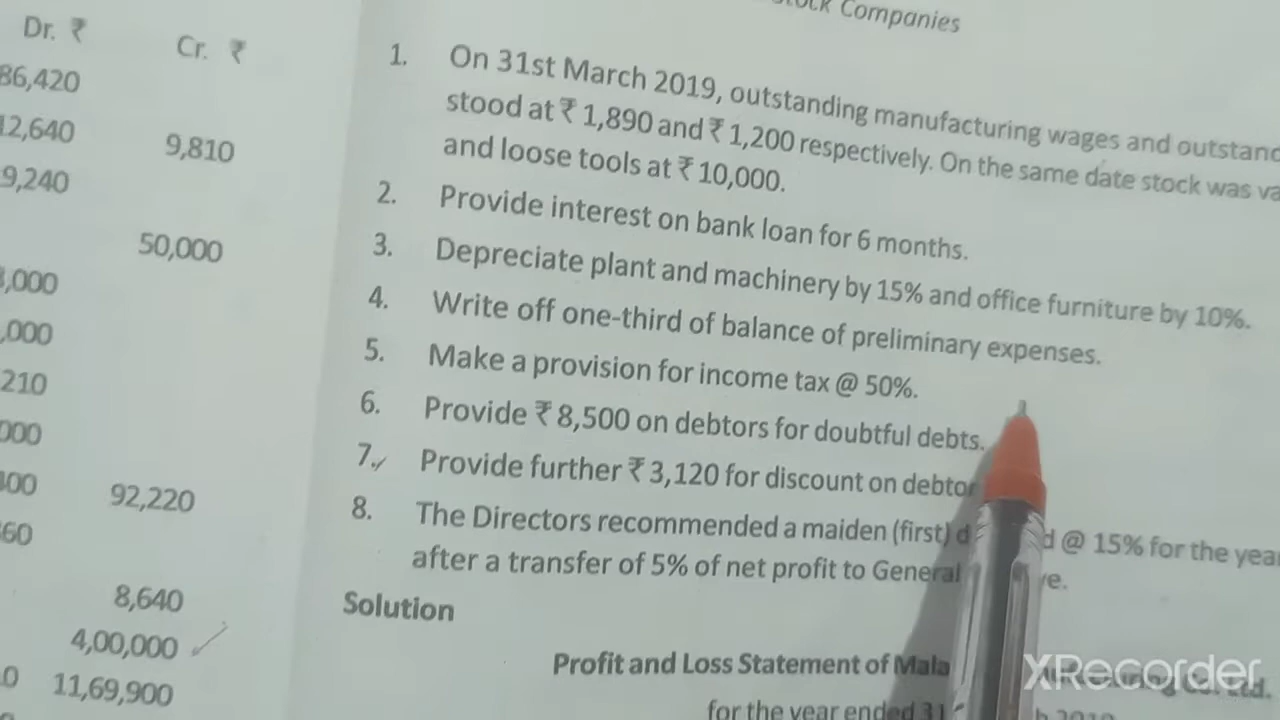 Companies
Dr. ₹ Cr. ₹
86,420
12,640 9,810
9,240
50,000
,000
,000
210
000
400
92,220
60
8,640
4,00,000
0 11,69,900
1. On 31st March 2019, outstanding manufacturing wages and outstand
stood at ₹ 1,890 and ₹ 1,200 respectively. On the same date stock was va
and loose tools at ₹ 10,000.
2. Provide interest on bank loan for 6 months.
3. Depreciate plant and machinery by 15% and office furniture by 10%.
4. Write off one-third of balance of preliminary expenses.
5. Make a provision for income tax @ 50%.
6. Provide ₹ 8,500 on debtors for doubtful debts.
7. Provide further ₹ 3,120 for discount on debtor
8. The Directors recommended a maiden (first) d d @ 15% for the year
after a transfer of 5% of net profit to General ve.
Solution
Profit and Loss Statement of Mala Co. Ltd.
for the year ended 31 2019
XRecorder